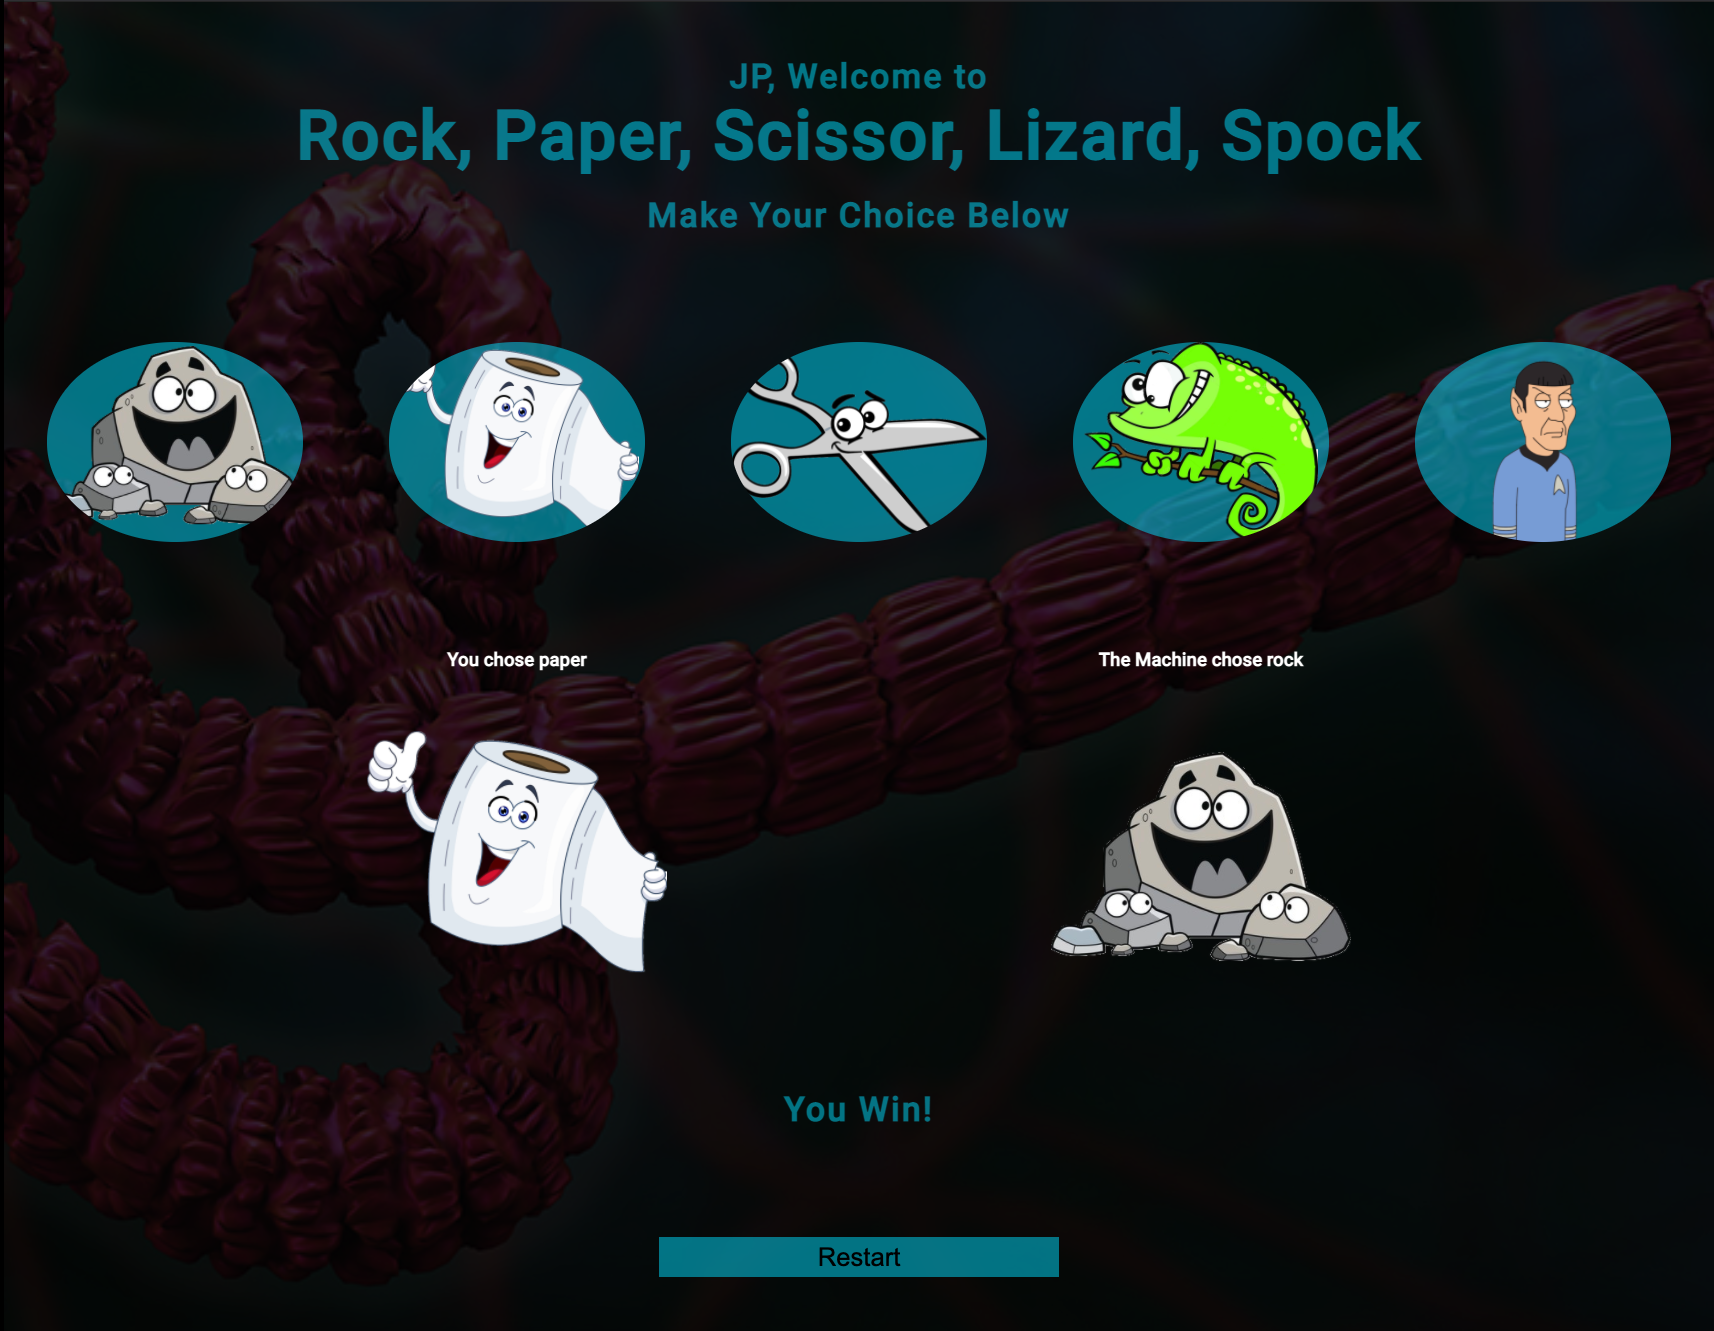 JP, Welcome to
Rock, Paper, Scissor, Lizard, Spock
Make Your Choice Below
You chose paper
The Machine chose rock
You Win!
Restart